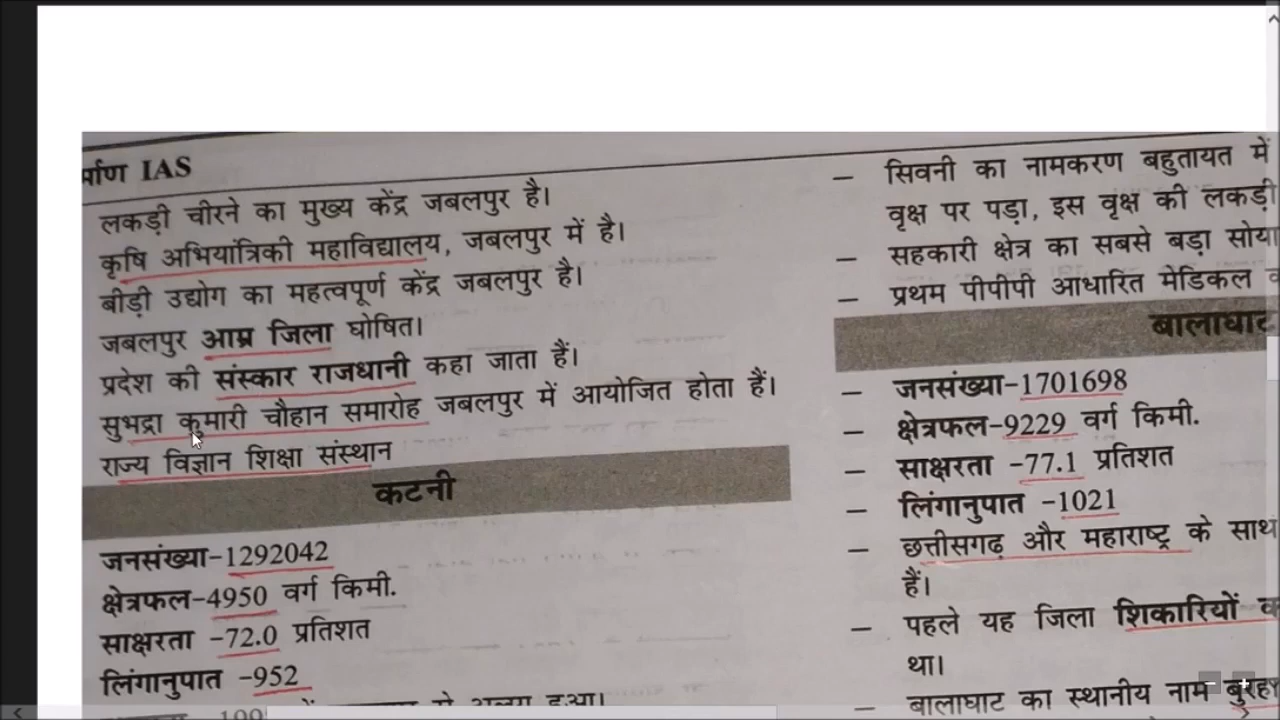 र्माण IAS
लकड़ी चीरने का मुख्य केंद्र जबलपुर है।
कृषि अभियांत्रिकी महाविद्यालय, जबलपुर में है।
बीड़ी उद्योग का महत्वपूर्ण केंद्र जबलपुर है।
जबलपुर आम्र जिला घोषित।
प्रदेश की संस्कार राजधानी कहा जाता हैं।
सुभद्रा कुमारी चौहान समारोह जबलपुर में आयोजित होता हैं।
राज्य विज्ञान शिक्षा संस्थान
कटनी
जनसंख्या-1292042
क्षेत्रफल-4950 वर्ग किमी.
साक्षरता -72.0 प्रतिशत
लिंगानुपात -952
– सिवनी का नामकरण बहुतायत में
वृक्ष पर पड़ा, इस वृक्ष की लकड़ी
– सहकारी क्षेत्र का सबसे बड़ा सोया
– प्रथम पीपीपी आधारित मेडिकल
बालाघाट
– जनसंख्या-1701698
– क्षेत्रफल-9229 वर्ग किमी.
– साक्षरता -77.1 प्रतिशत
– लिंगानुपात -1021
– छत्तीसगढ़ और महाराष्ट्र के साथ
हैं।
– पहले यह जिला शिकारियों
था।
– बालाघाट का स्थानीय नाम